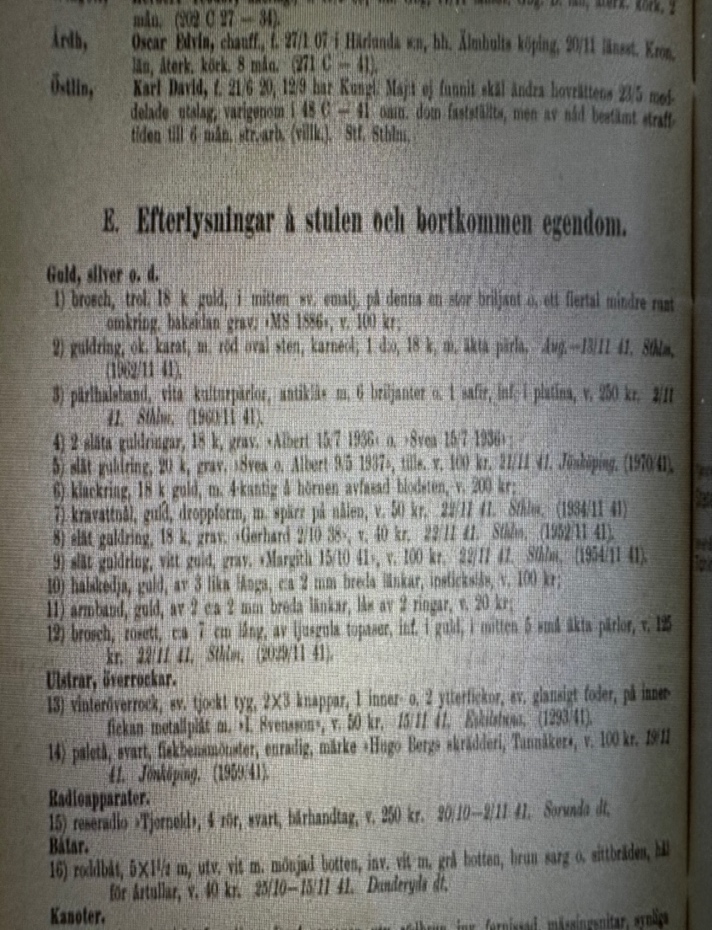 mån. (202 C 27 — 34).
Årdh, Oscar Edvin, chauff., f. 27/1 07 i Härlunda s:n, bh. Älmhults köping, 20/11 länsst. Kron.
län, återk. körk. 8 mån. (271 C — 41).
Östlin, Karl David, f. 21/6 20, 12/9 har Kungl. Maj:t ej funnit skäl ändra hovrättens 23/5 med-
delade utslag, varigenom i 48 C — 41 omn. dom fastställts, men av nåd bestämt straff-
tiden till 6 mån. str.arb. (villk.). Stf. Sthlm.
E. Efterlysningar å stulen och bortkommen egendom.
Guld, silver o. d.
1) brosch, trol. 18 k guld, i mitten sv. emalj, på denna en stor briljant o. ett flertal mindre runt
omkring, baksidan grav. »MS 1886», v. 100 kr;
2) guldring, ok. karat, m. röd oval sten, karneol; 1 d:o, 18 k, m. äkta pärla. Aug.—13/11 41. Sthlm.
(1962/11 41).
3) pärlhalsband, vita kulturpärlor, antiklås m. 6 briljanter o. 1 safir, inf. i platina, v. 250 kr. 2/11
41. Sthlm. (1960/11 41).
4) 2 släta guldringar, 18 k, grav. »Albert 15/7 1936» o. »Svea 15/7 1936»;
5) slät guldring, 20 k, grav. »Svea o. Albert 9/5 1937», tills. v. 100 kr. 21/11 41. Jönköping. (1970/41).
6) klackring, 18 k guld, m. 4-kantig å hörnen avfasad blodsten, v. 200 kr;
7) kravattnål, guld, droppform, m. spärr på nålen, v. 50 kr. 22/11 41. Sthlm. (1934/11 41)
8) slät guldring, 18 k, grav. »Gerhard 2/10 38», v. 40 kr. 22/11 41. Sthlm. (1952/11 41).
9) slät guldring, vitt guld, grav. »Margith 15/10 41», v. 100 kr. 22/11 41. Sthlm. (1954/11 41).
10) halskedja, guld, av 3 lika långa, c:a 2 mm breda länkar, insticksläs, v. 100 kr;
11) armband, guld, av 2 c:a 2 mm breda länkar, lås av 2 ringar, v. 20 kr;
12) brosch, rosett, c:a 7 cm lång, av ljusgula topaser, inf. i guld, i mitten 5 små äkta pärlor, v. 125
kr. 22/11 41. Sthlm. (2029/11 41).
Ulstrar, överrockar.
13) vinteröverrock, sv. tjockt tyg, 2×3 knappar, 1 inner- o. 2 ytterfickor, sv. glansigt foder, på inner-
fickan metallplåt m. »I. Svensson», v. 50 kr. 15/11 41. Eskilstuna. (1293/41).
14) paletå, svart, fiskbensmönster, enradig, märke »Hugo Bergs skrädderi, Tannåker», v. 100 kr. 19/11
41. Jönköping. (1959/41).
Radioapparater.
15) reseradio »Tjerneld», 4 rör, svart, bärhandtag, v. 250 kr. 20/10—2/11 41. Sorunda dt.
Båtar.
16) roddbåt, 5×1½ m, utv. vit m. mönjad botten, inv. vit m. grå botten, brun sarg o. sittbräden, hål
för årtullar, v. 40 kr. 25/10—15/11 41. Danderyds dt.
Kanoter.